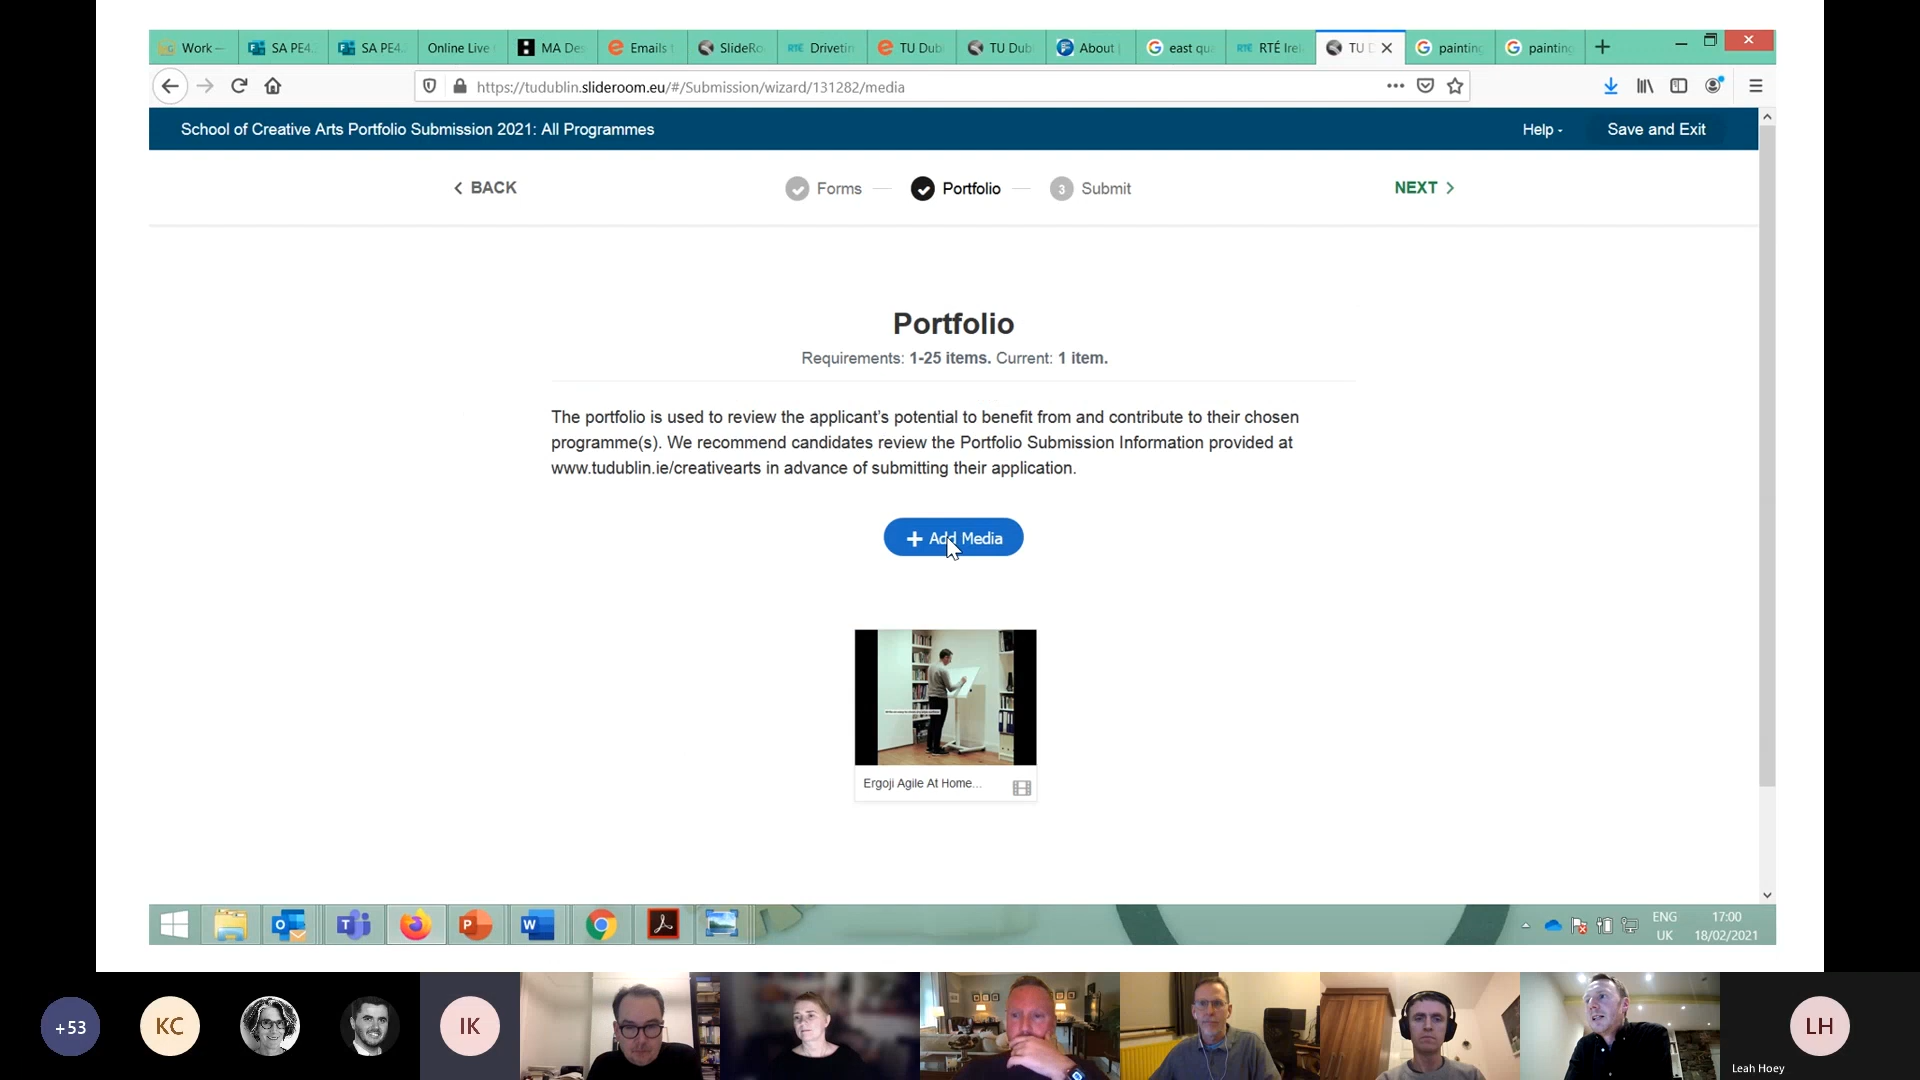 Work —
SA PE4
SA PE4
Online Live
MA De
Emails
SlideRo
Drivetin
TU Dub
TU Dub
About
east qu
RTÉ Irel
TU D
painting
painting
https://tudublin.slideroom.eu/#/Submission/wizard/131282/media
School of Creative Arts Portfolio Submission 2021: All Programmes
Help
Save and Exit
BACK
Forms
Portfolio
3 Submit
NEXT
Portfolio
Requirements: 1-25 items. Current: 1 item.
The portfolio is used to review the applicant's potential to benefit from and contribute to their chosen
programme(s). We recommend candidates review the Portfolio Submission Information provided at
www.tudublin.ie/creativearts in advance of submitting their application.
+ Add Media
Ergoji Agile At Home...
ENG
UK
17:00
18/02/2021
+53
KC
IK
LH
Leah Hoey